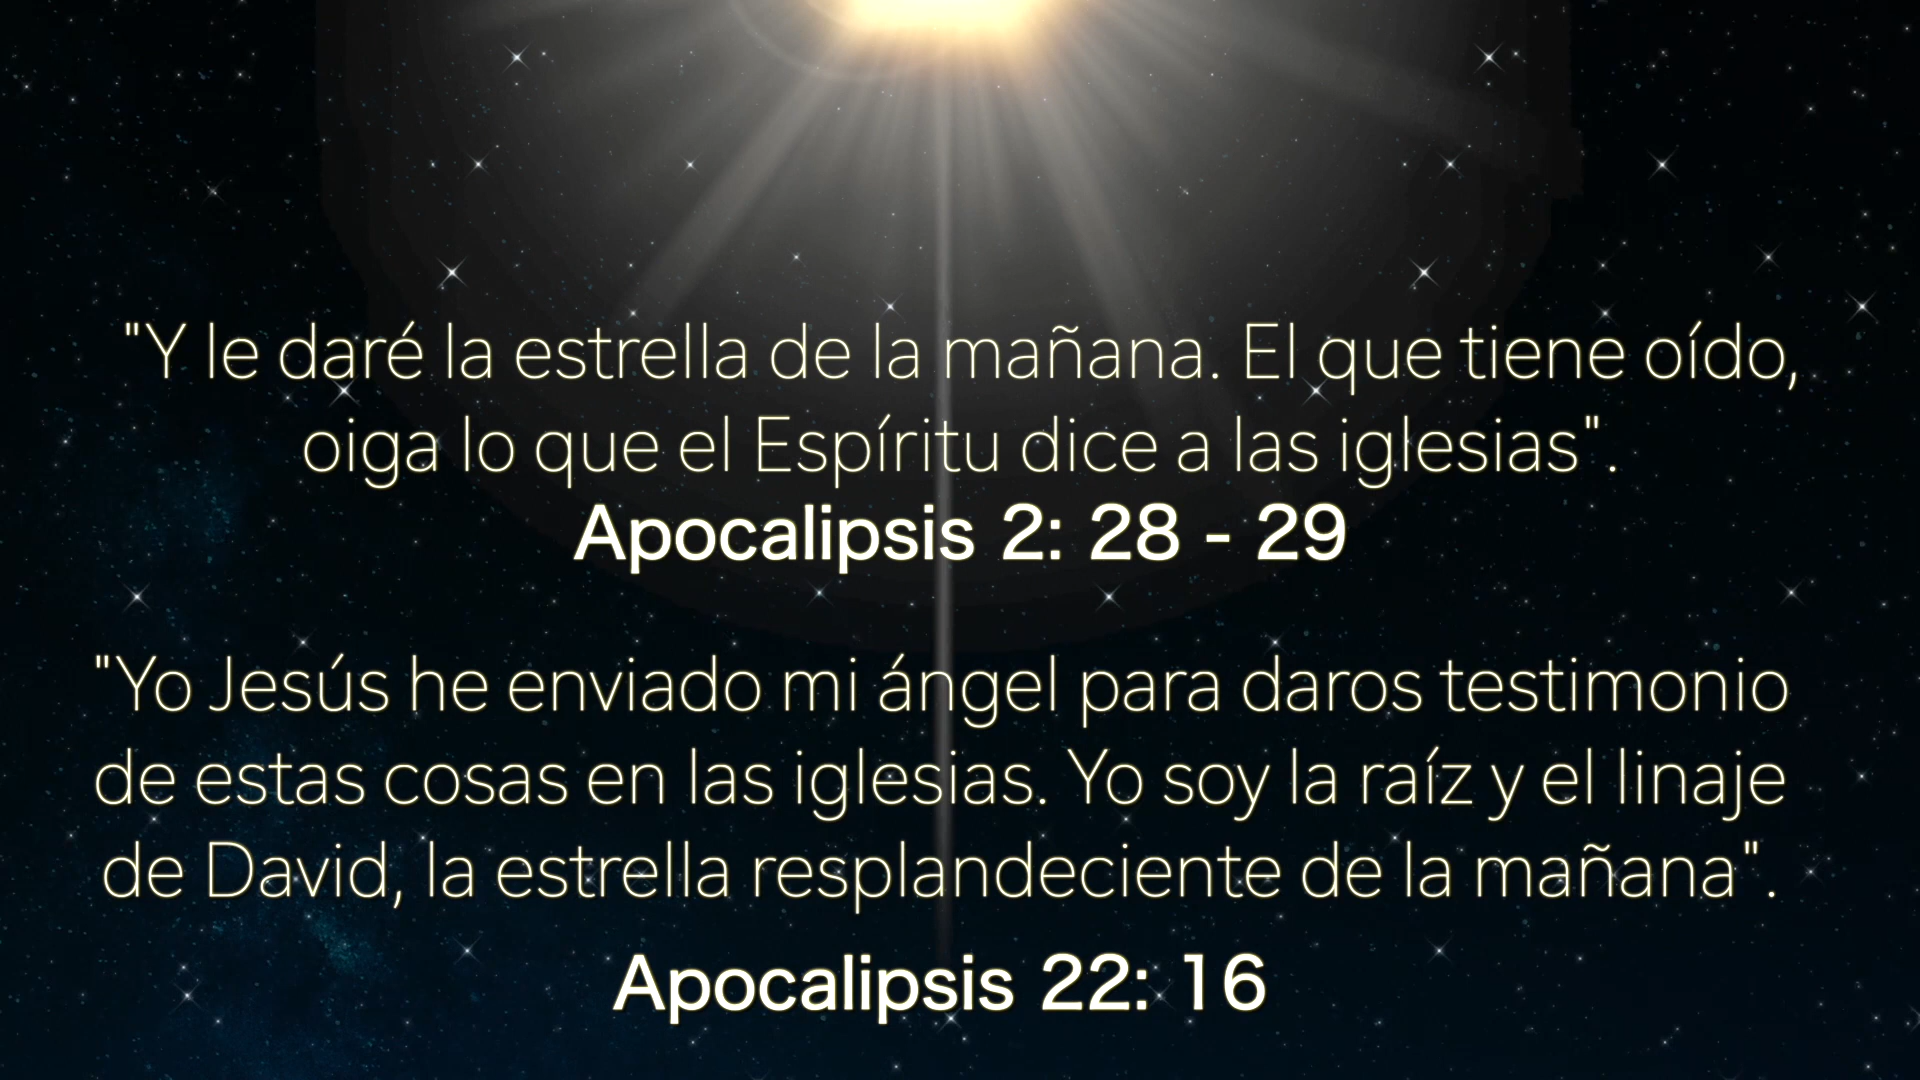 "Y le daré la estrella de la mañana. El que tiene oído,
oiga lo que el Espíritu dice a las iglesias".
Apocalipsis 2: 28 - 29
"Yo Jesús he enviado mi ángel para daros testimonio
de estas cosas en las iglesias. Yo soy la raíz y el linaje
de David, la estrella resplandeciente de la mañana".
Apocalipsis 22: 16